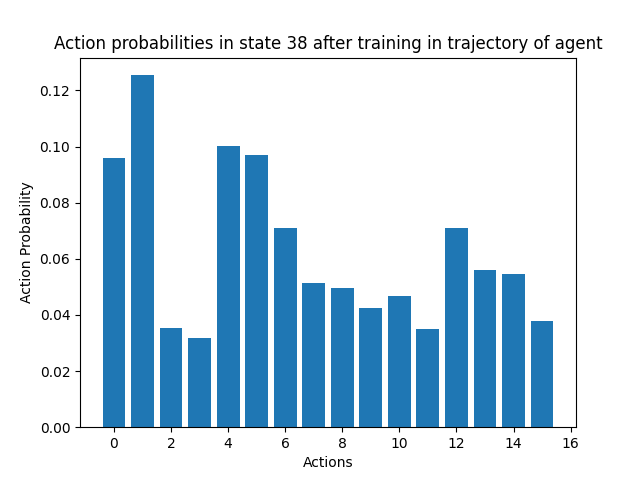 Action probabilities in state 38 after training in trajectory of agent
0.12
0.10
0.08
0.06
0.04
0.02
0.00
Action Probability
0 2 4 6 8 10 12 14 16
Actions